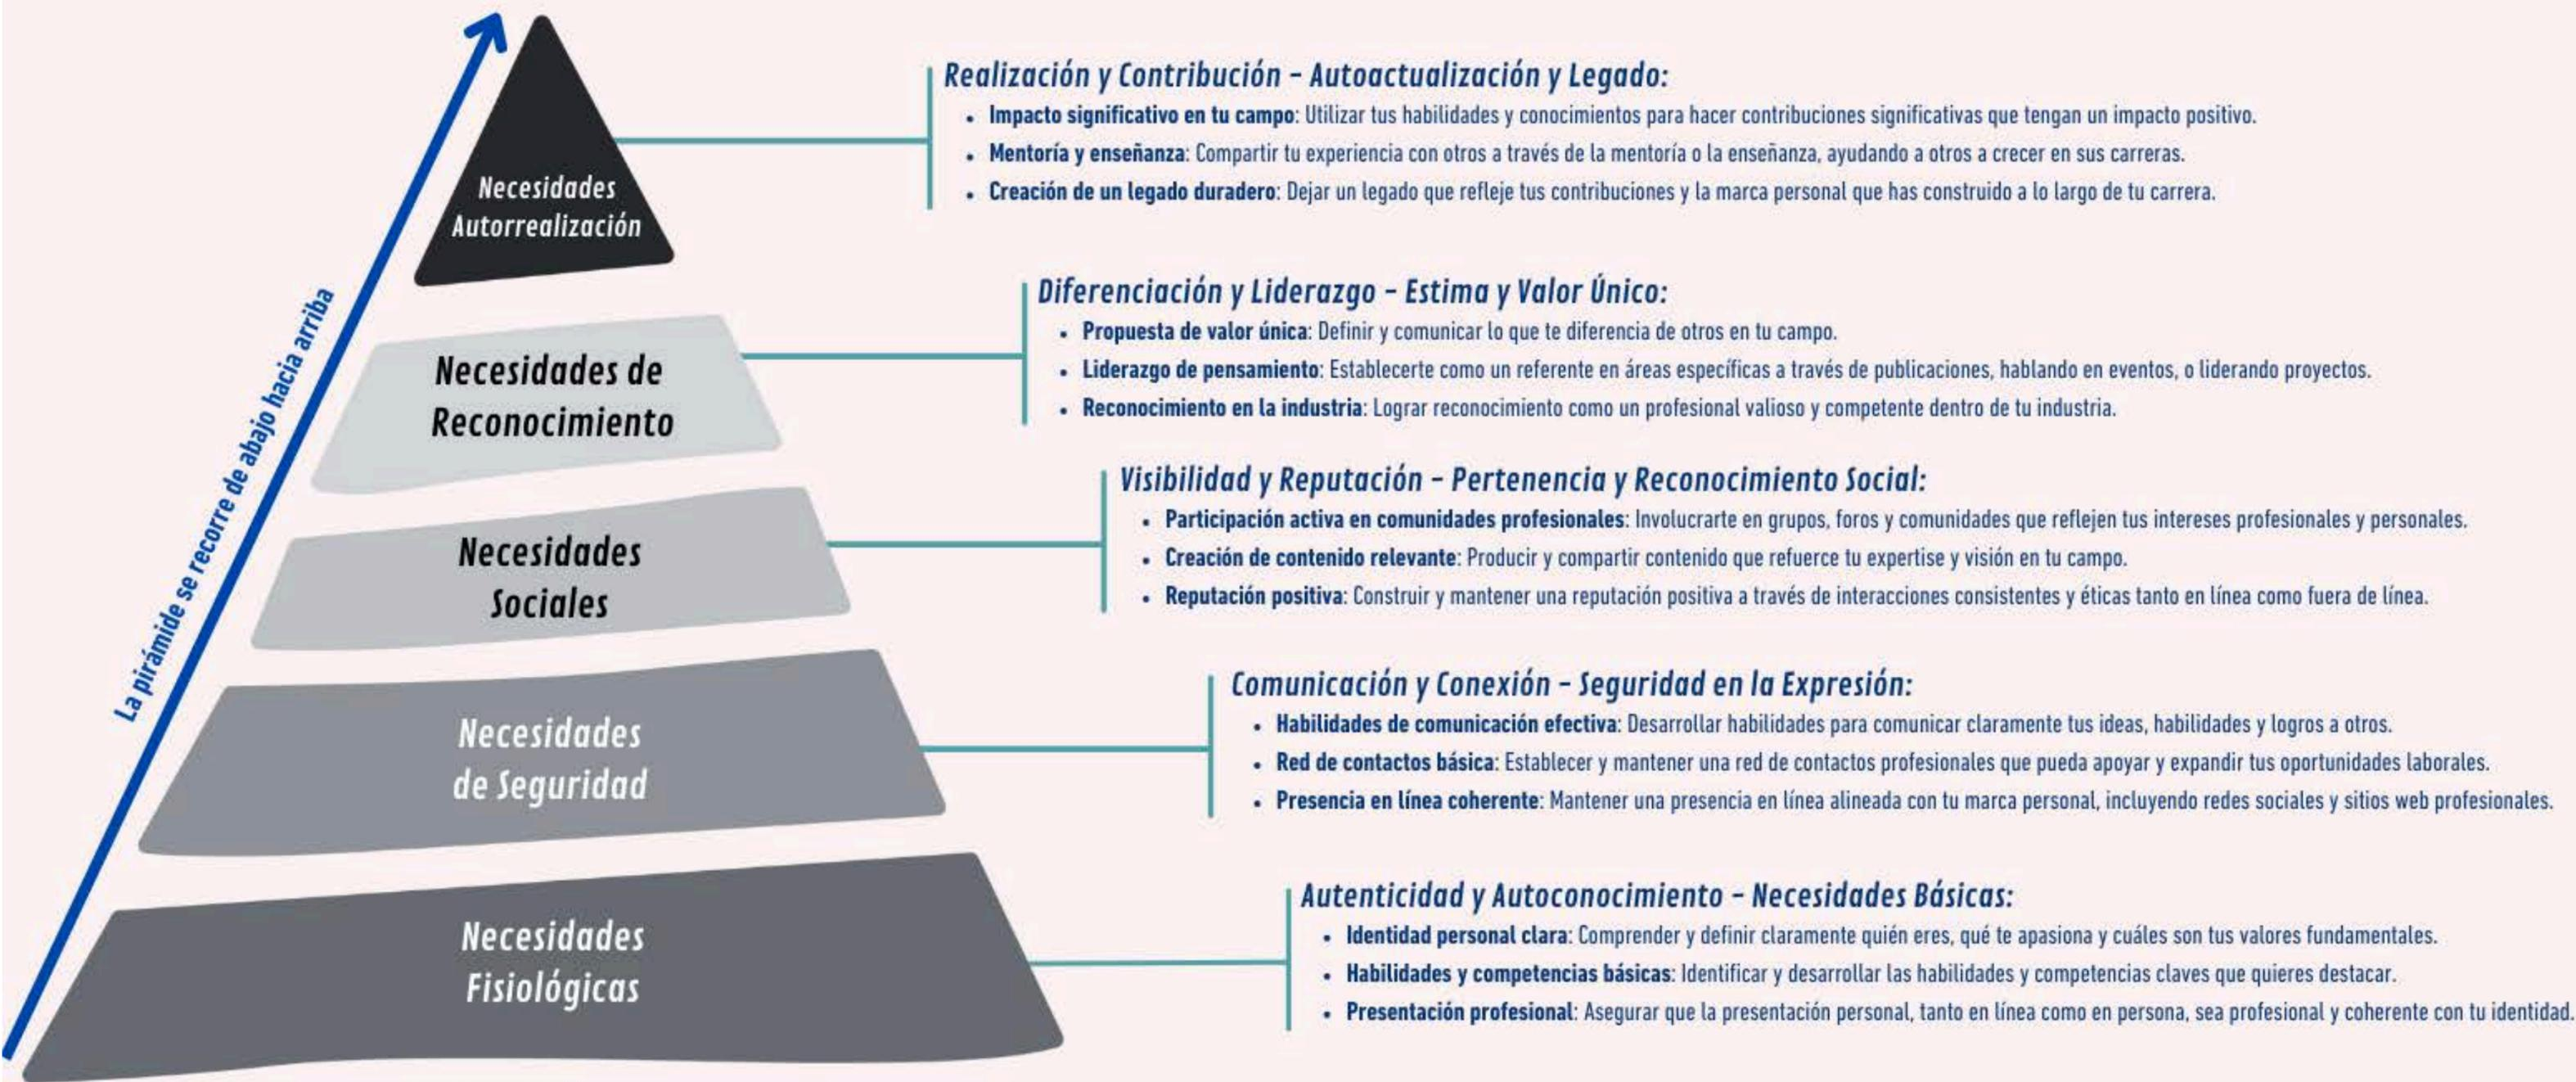 La pirámide se recorre de abajo hacia arriba
Necesidades
Autorrealización
Realización y Contribución - Autoactualización y Legado:
• Impacto significativo en tu campo: Utilizar tus habilidades y conocimientos para hacer contribuciones significativas que tengan un impacto positivo.
• Mentoría y enseñanza: Compartir tu experiencia con otros a través de la mentoría o la enseñanza, ayudando a otros a crecer en sus carreras.
• Creación de un legado duradero: Dejar un legado que refleje tus contribuciones y la marca personal que has construido a lo largo de tu carrera.
Necesidades de
Reconocimiento
Diferenciación y Liderazgo - Estima y Valor Único:
• Propuesta de valor única: Definir y comunicar lo que te diferencia de otros en tu campo.
• Liderazgo de pensamiento: Establecerte como un referente en áreas específicas a través de publicaciones, hablando en eventos, o liderando proyectos.
• Reconocimiento en la industria: Lograr reconocimiento como un profesional valioso y competente dentro de tu industria.
Necesidades
Sociales
Visibilidad y Reputación - Pertenencia y Reconocimiento Social:
• Participación activa en comunidades profesionales: Involucrarte en grupos, foros y comunidades que reflejen tus intereses profesionales y personales.
• Creación de contenido relevante: Producir y compartir contenido que refuerce tu expertise y visión en tu campo.
• Reputación positiva: Construir y mantener una reputación positiva a través de interacciones consistentes y éticas tanto en línea como fuera de línea.
Necesidades
de Seguridad
Comunicación y Conexión - Seguridad en la Expresión:
• Habilidades de comunicación efectiva: Desarrollar habilidades para comunicar claramente tus ideas, habilidades y logros a otros.
• Red de contactos básica: Establecer y mantener una red de contactos profesionales que pueda apoyar y expandir tus oportunidades laborales.
• Presencia en línea coherente: Mantener una presencia en línea alineada con tu marca personal, incluyendo redes sociales y sitios web profesionales.
Necesidades
Fisiológicas
Autenticidad y Autoconocimiento - Necesidades Básicas:
• Identidad personal clara: Comprender y definir claramente quién eres, qué te apasiona y cuáles son tus valores fundamentales.
• Habilidades y competencias básicas: Identificar y desarrollar las habilidades y competencias claves que quieres destacar.
• Presentación profesional: Asegurar que la presentación personal, tanto en línea como en persona, sea profesional y coherente con tu identidad.